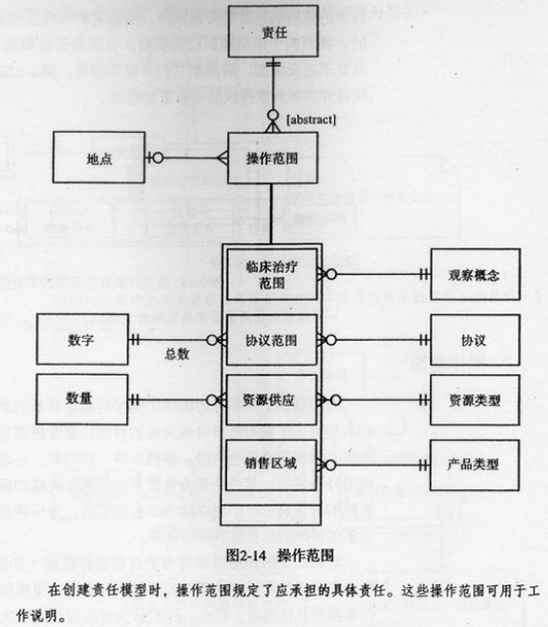 责任
[abstract]
地点
操作范围
临床治疗
范围
观察概念
数字
总数
协议范围
协议
数量
资源供应
资源类型
销售区域
产品类型
图2-14 操作范围
在创建责任模型时，操作范围规定了应承担的具体责任。这些操作范围可用于工
作说明。